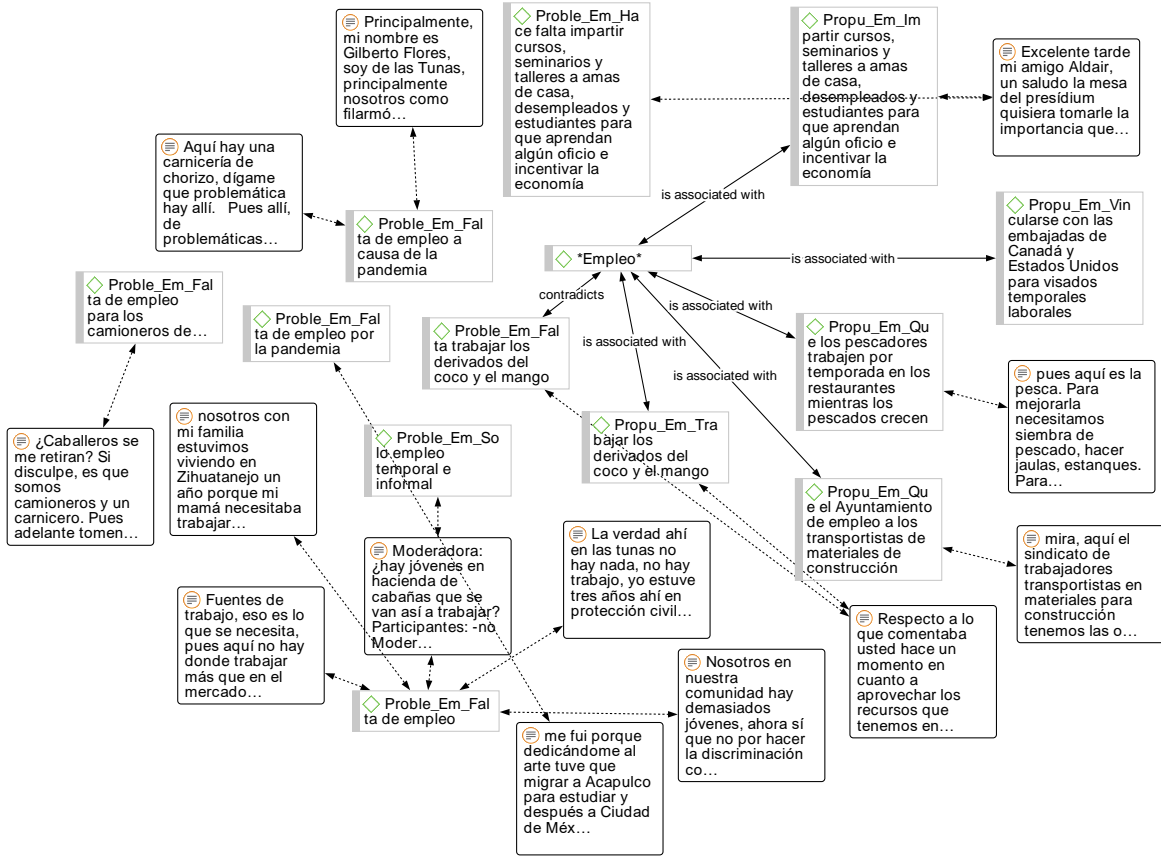 Principalmente,
mi nombre es
Gilberto Flores,
soy de las Tunas,
principalmente
nosotros como
filarmó…
Proble_Em_Ha
ce falta impartir
cursos,
seminarios y
talleres a amas
de casa,
desempleados y
estudiantes para
que aprendan
algún oficio e
incentivar la
economía
Propu_Em_Im
partir cursos,
seminarios y
talleres a amas
de casa,
desempleados y
estudiantes para
que aprendan
algún oficio e
incentivar la
economía
Excelente tarde
mi amigo Aldair,
un saludo la mesa
del presídium
quisiera tomarle la
importancia que…
Aquí hay una
carnicería de
chorizo, dígame
que problemática
hay allí.   Pues allí,
de
problemáticas…
Proble_Em_Fal
ta de empleo a
causa de la
pandemia
is associated with
Propu_Em_Vin
cularse con las
embajadas de
Canadá y
Estados Unidos
para visados
temporales
laborales
*Empleo*
is associated with
Proble_Em_Fal
ta de empleo
para los
camioneros de…
Proble_Em_Fal
ta de empleo por
la pandemia
contradicts
is associated with
Proble_Em_Fal
ta trabajar los
derivados del
coco y el mango
is associated with
is associated with
Propu_Em_Qu
e los pescadores
trabajen por
temporada en los
restaurantes
mientras los
pescados crecen
pues aquí es la
pesca. Para
mejorarla
necesitamos
siembra de
pescado, hacer
jaulas, estanques.
Para…
¿Caballeros se
me retiran? Si
disculpe, es que
somos
camioneros y un
carnicero. Pues
adelante tomen…
nosotros con
mi familia
estuvimos
viviendo en
Zihuatanejo un
año porque mi
mamá necesitaba
trabajar…
Proble_Em_So
lo empleo
temporal e
informal
Propu_Em_Tra
bajar los
derivados del
coco y el mango
Propu_Em_Qu
e el Ayuntamiento
de empleo a los
transportistas de
materiales de
construcción
mira, aquí el
sindicato de
trabajadores
transportistas en
materiales para
construcción
tenemos las o…
Moderadora:
¿hay jóvenes en
hacienda de
cabañas que se
van así a trabajar?
Participantes: -no
Moder…
La verdad ahí
en las tunas no
hay nada, no hay
trabajo, yo estuve
tres años ahí en
protección civil…
Fuentes de
trabajo, eso es lo
que se necesita,
pues aquí no hay
donde trabajar
más que en el
mercado…
Respecto a lo
que comentaba
usted hace un
momento en
cuanto a
aprovechar los
recursos que
tenemos en…
Nosotros en
nuestra
comunidad hay
demasiados
jóvenes, ahora sí
que no por hacer
la discriminación
co…
Proble_Em_Fal
ta de empleo
me fui porque
dedicándome al
arte tuve que
migrar a Acapulco
para estudiar y
después a Ciudad
de Méx…